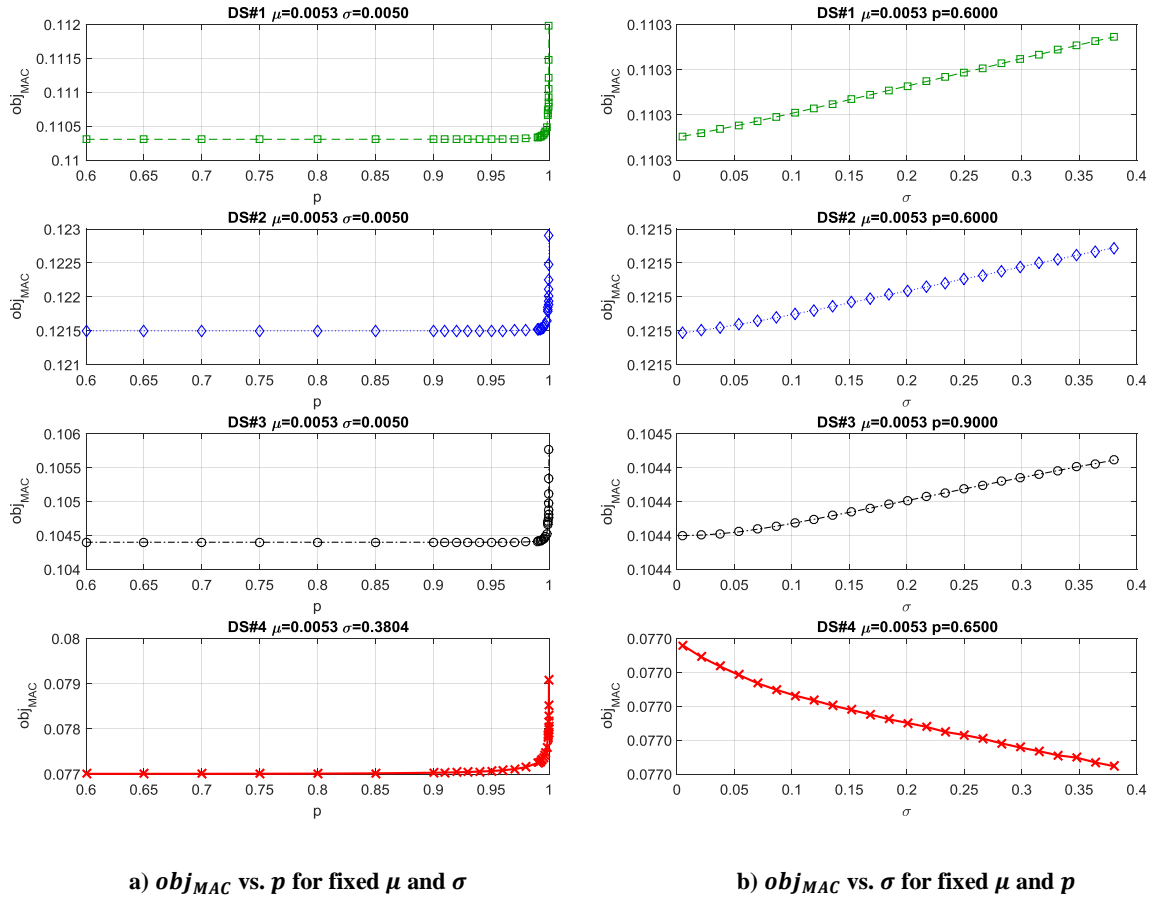 DS#1 μ=0.0053 σ=0.0050
0.112
0.1115
0.111
0.1105
0.11
obj_MAC
0.6 0.65 0.7 0.75 0.8 0.85 0.9 0.95 1
p
DS#2 μ=0.0053 σ=0.0050
0.123
0.1225
0.122
0.1215
0.121
obj_MAC
0.6 0.65 0.7 0.75 0.8 0.85 0.9 0.95 1
p
DS#3 μ=0.0053 σ=0.0050
0.106
0.1055
0.105
0.1045
0.104
obj_MAC
0.6 0.65 0.7 0.75 0.8 0.85 0.9 0.95 1
p
DS#4 μ=0.0053 σ=0.3804
0.08
0.079
0.078
0.077
obj_MAC
0.6 0.65 0.7 0.75 0.8 0.85 0.9 0.95 1
p
a) obj_MAC vs. p for fixed μ and σ
DS#1 μ=0.0053 p=0.6000
0.1103
0.1103
0.1103
0.1103
obj_MAC
0 0.05 0.1 0.15 0.2 0.25 0.3 0.35 0.4
σ
DS#2 μ=0.0053 p=0.6000
0.1215
0.1215
0.1215
0.1215
0.1215
obj_MAC
0 0.05 0.1 0.15 0.2 0.25 0.3 0.35 0.4
σ
DS#3 μ=0.0053 p=0.9000
0.1045
0.1044
0.1044
0.1044
0.1044
obj_MAC
0 0.05 0.1 0.15 0.2 0.25 0.3 0.35 0.4
σ
DS#4 μ=0.0053 p=0.6500
0.0770
0.0770
0.0770
0.0770
0.0770
obj_MAC
0 0.05 0.1 0.15 0.2 0.25 0.3 0.35 0.4
σ
b) obj_MAC vs. σ for fixed μ and p